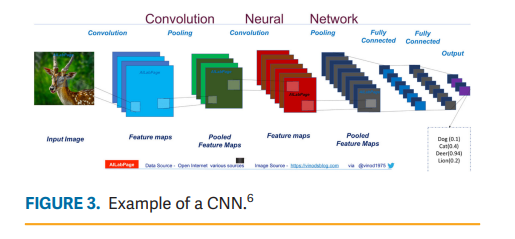 Convolution Neural Network
Convolution Pooling Convolution Pooling Fully Connected Fully Connected Output
Input Image Feature maps Pooled Feature Maps Feature maps Pooled Feature Maps
Dog (0.1)
Cat(0.4)
Deer(0.94)
Lion(0.2)
AILabPage Data Source - Open Internet various sources Image Source - https://vinodsblog.com via @vinod1975
FIGURE 3. Example of a CNN.6